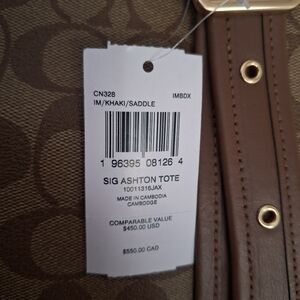 CN328 IMBDX
IM/KHAKI/SADDLE
1 96395 08126 4
SIG ASHTON TOTE
10011316JAX
MADE IN CAMBODIA
CAMBODGE
COMPARABLE VALUE
$450.00 USD
$550.00 CAD